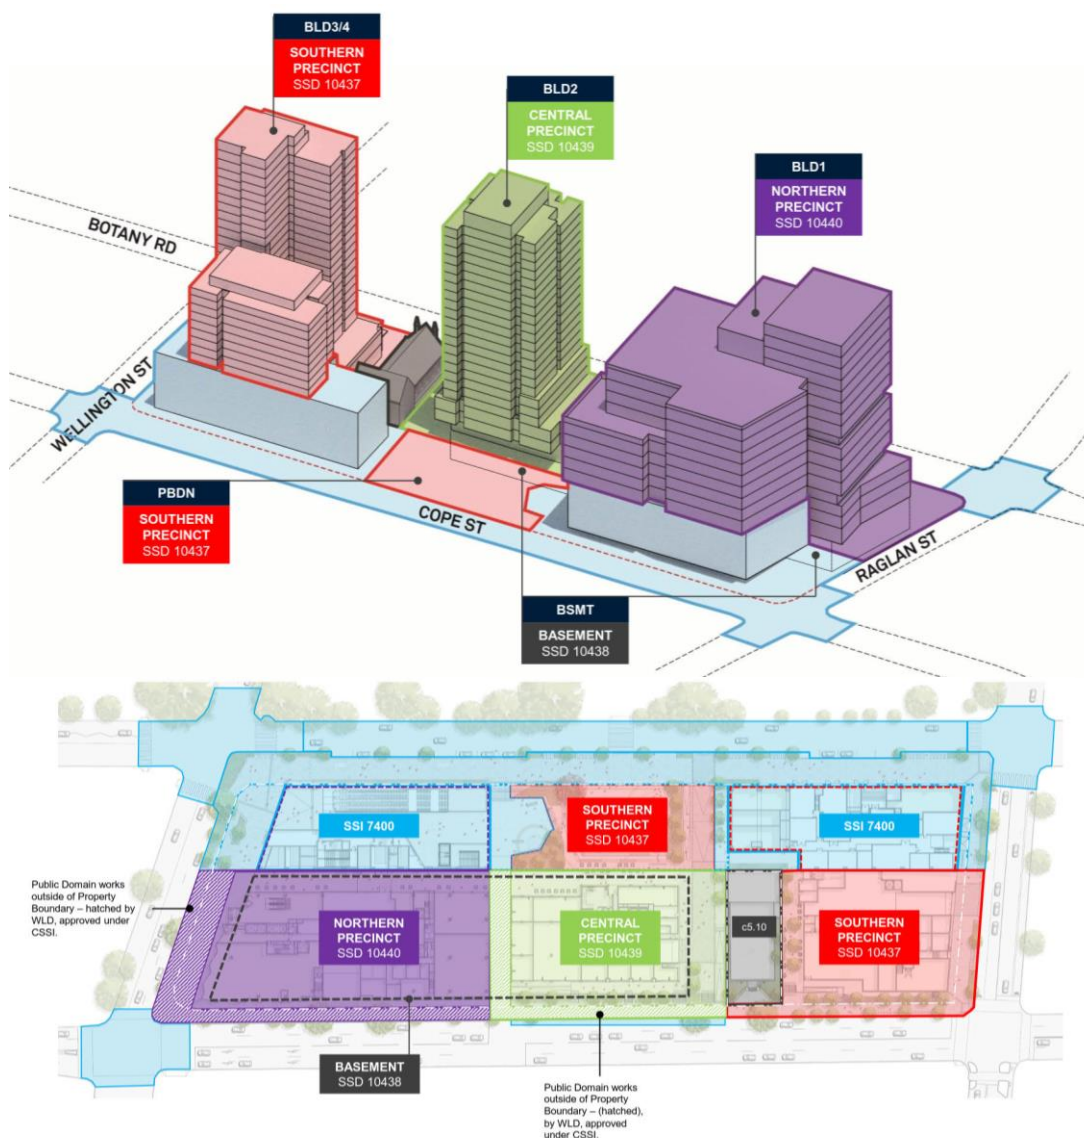 BLD3/4
SOUTHERN
PRECINCT
SSD 10437
BLD2
CENTRAL
PRECINCT
SSD 10439
BLD1
NORTHERN
PRECINCT
SSD 10440
BOTANY RD
WELLINGTON ST
PBDN
SOUTHERN
PRECINCT
SSD 10437
COPE ST
RAGLAN ST
BSMT
BASEMENT
SSD 10438
SSI 7400
SOUTHERN
PRECINCT
SSD 10437
SSI 7400
Public Domain works
outside of Property
Boundary – hatched by
WLD, approved under
CSSI.
NORTHERN
PRECINCT
SSD 10440
CENTRAL
PRECINCT
SSD 10439
c5.10
SOUTHERN
PRECINCT
SSD 10437
BASEMENT
SSD 10438
Public Domain works
outside of Property
Boundary – (hatched),
by WLD, approved
under CSSI.